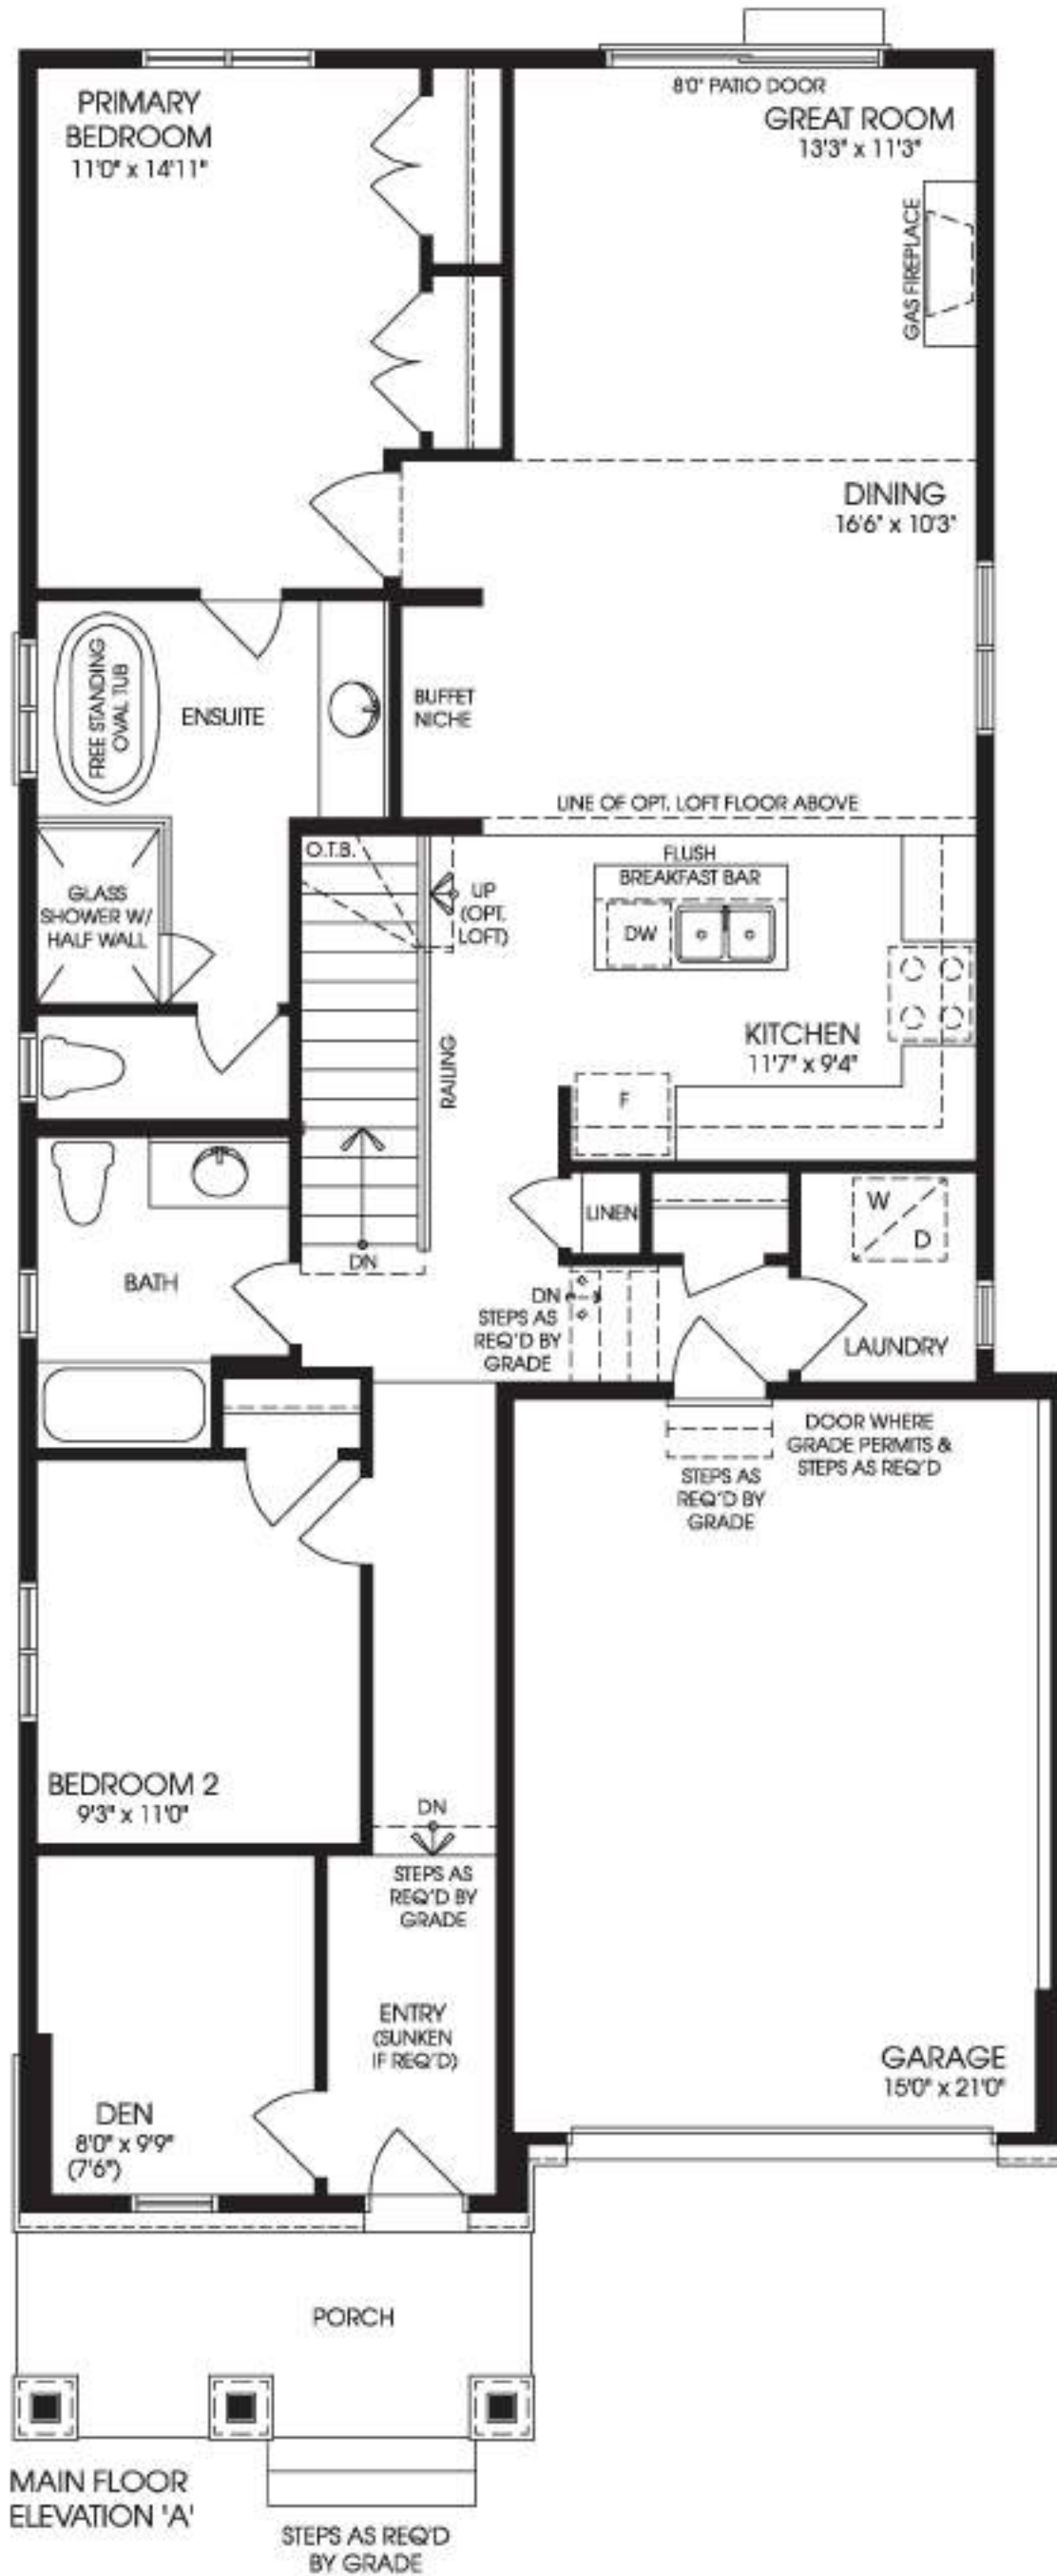 8'0" PATIO DOOR
PRIMARY
BEDROOM
11'0" x 14'11"
GREAT ROOM
13'3" x 11'3"
GAS FIREPLACE
DINING
16'6" x 10'3"
FREE STANDING
OVAL TUB
ENSUITE
BUFFET
NICHE
LINE OF OPT. LOFT FLOOR ABOVE
O.T.B.
UP
(OPT.
LOFT)
FLUSH
BREAKFAST BAR
DW
GLASS
SHOWER W/
HALF WALL
RAILING
KITCHEN
11'7" x 9'4"
F
LINEN
W
D
DN
BATH
DN
STEPS AS
REQ'D BY
GRADE
LAUNDRY
DOOR WHERE
GRADE PERMITS &
STEPS AS REQ'D
STEPS AS
REQ'D BY
GRADE
BEDROOM 2
9'3" x 11'0"
DN
STEPS AS
REQ'D BY
GRADE
ENTRY
(SUNKEN
IF REQ'D)
GARAGE
15'0" x 21'0"
DEN
8'0" x 9'9"
(7'6")
PORCH
MAIN FLOOR
ELEVATION 'A'
STEPS AS REQ'D
BY GRADE